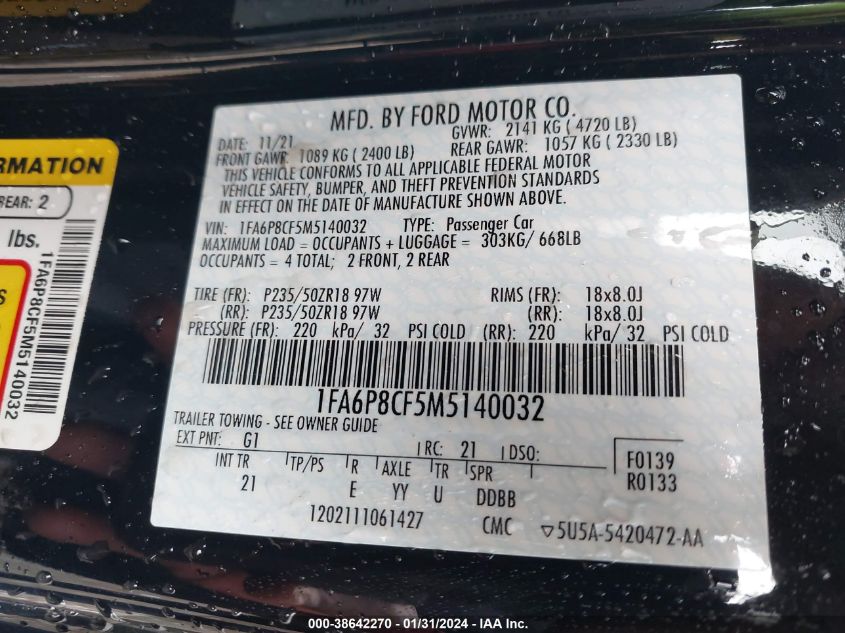 MFD. BY FORD MOTOR CO.
DATE: 11/21 GVWR: 2141 KG ( 4720 LB)
FRONT GAWR: 1089 KG ( 2400 LB) REAR GAWR: 1057 KG ( 2330 LB)
THIS VEHICLE CONFORMS TO ALL APPLICABLE FEDERAL MOTOR
VEHICLE SAFETY, BUMPER, AND THEFT PREVENTION STANDARDS
IN EFFECT ON THE DATE OF MANUFACTURE SHOWN ABOVE.
VIN: 1FA6P8CF5M5140032 TYPE: Passenger Car
MAXIMUM LOAD = OCCUPANTS + LUGGAGE = 303KG/ 668LB
OCCUPANTS = 4 TOTAL; 2 FRONT, 2 REAR
TIRE (FR): P235/50ZR18 97W RIMS (FR): 18x8.0J
(RR): P235/50ZR18 97W (RR): 18x8.0J
PRESSURE (FR): 220 kPa/ 32 PSI COLD (RR): 220 kPa/ 32 PSI COLD
1FA6P8CF5M5140032
TRAILER TOWING - SEE OWNER GUIDE
EXT PNT: G1 RC: 21 DSO: F0139
R0133
INT TR TP/PS R AXLE TR SPR
21 E YY U DDBB
1202111061427 CMC ▽5U5A-5420472-AA
RMATION
REAR: 2
lbs.
S
1FA6P8CF5M5140032
000-38642270 - 01/31/2024 - IAA Inc.